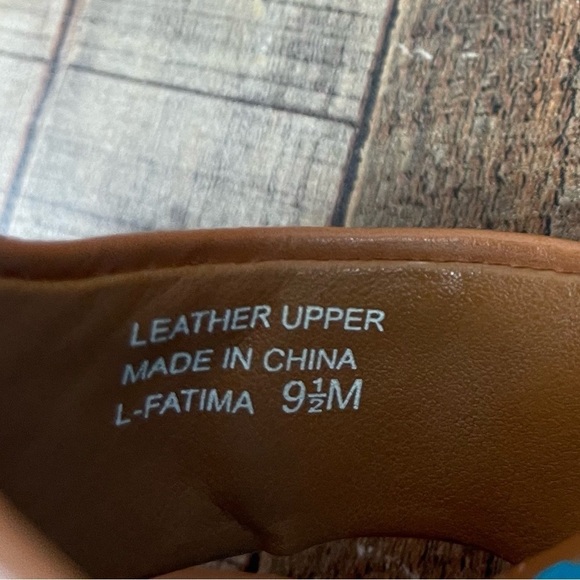 LEATHER UPPER
MADE IN CHINA
L-FATIMA 9½M